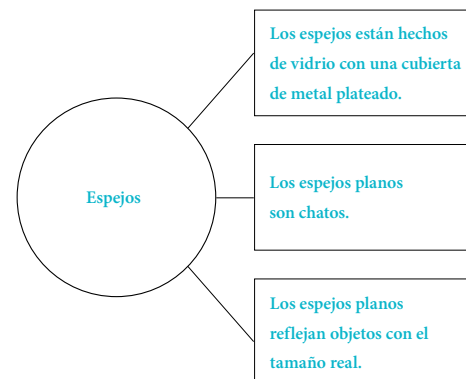 Los espejos están hechos
de vidrio con una cubierta
de metal plateado.
Espejos
Los espejos planos
son chatos.
Los espejos planos
reflejan objetos con el
tamaño real.